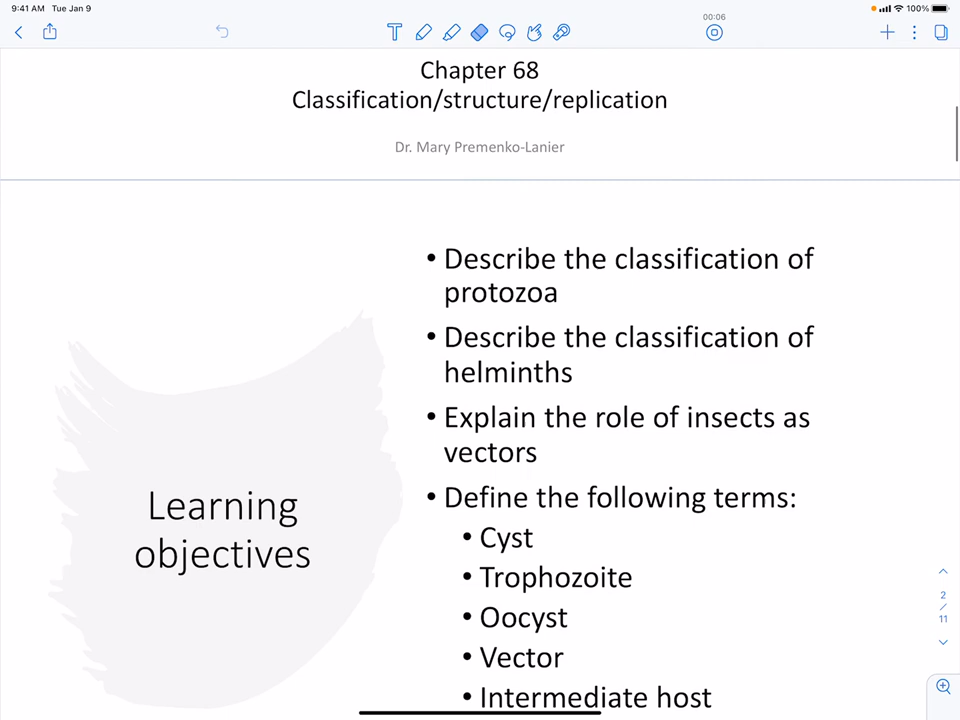 9:41 AM Tue Jan 9
100%
00:06
T
Chapter 68
Classification/structure/replication
Dr. Mary Premenko-Lanier
Learning
objectives
• Describe the classification of
protozoa
• Describe the classification of
helminths
• Explain the role of insects as
vectors
• Define the following terms:
• Cyst
• Trophozoite
• Oocyst
• Vector
• Intermediate host
2
/
11